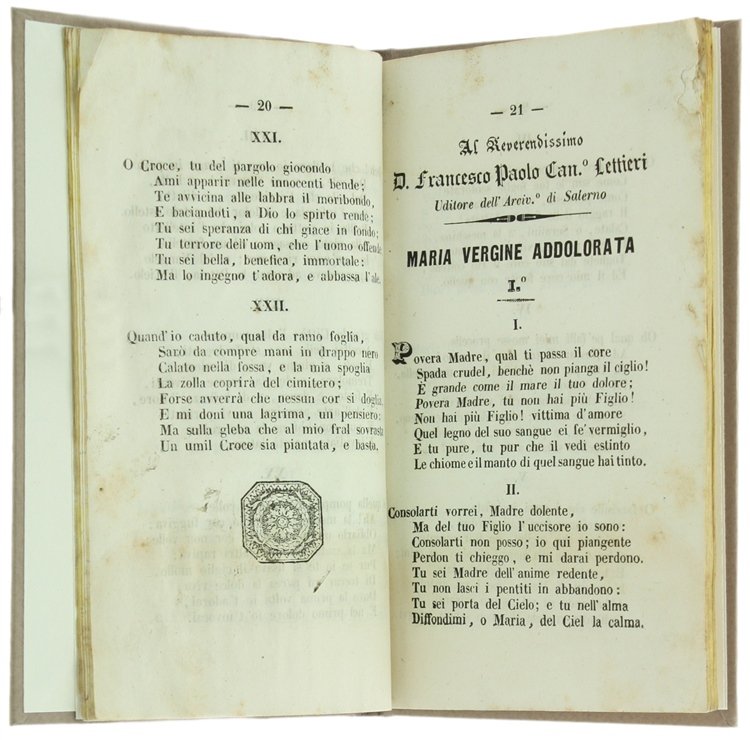 — 20 —
XXI.
O Croce, tu del pargolo giocondo
Ami apparir nelle innocenti bende;
Te avvicina alle labbra il moribondo,
E baciandoti, a Dio lo spirto rende;
Tu sei speranza di chi giace in fondo;
Tu terrore dell'uom, che l'uomo offende
Tu sei bella, benefica, immortale:
Ma lo ingegno t'adora, e abbassa l'ale.
XXII.
Quand'io caduto, qual da ramo foglia,
Sarò da compre mani in drappo nero
Calato nella fossa, e la mia spoglia
La zolla coprirà del cimitero;
Forse avverrà che nessun cor si doglia,
E mi doni una lagrima, un pensiero:
Ma sulla gleba che al mio fral sovrasta
Un umil Croce sia piantata, e basta.
— 21 —
Al Reverendissimo
D. Francesco Paolo Can.º Lettieri
Uditore dell'Arciv.º di Salerno
MARIA VERGINE ADDOLORATA
I.º
I.
Povera Madre, qual ti passa il core
Spada crudel, benchè non pianga il ciglio!
È grande come il mare il tuo dolore;
Povera Madre, tu non hai più Figlio!
Non hai più Figlio! vittima d'amore
Quel legno del suo sangue ei fe' vermiglio,
E tu pure, tu pur che il vedi estinto
Le chiome e il manto di quel sangue hai tinto.
II.
Consolarti vorrei, Madre dolente,
Ma del tuo Figlio l'uccisore io sono:
Consolarti non posso; io qui piangente
Perdon ti chieggo, e mi darai perdono.
Tu sei Madre dell'anime redente,
Tu non lasci i pentiti in abbandono:
Tu sei porta del Cielo; e tu nell'alma
Diffondimi, o Maria, del Ciel la calma.